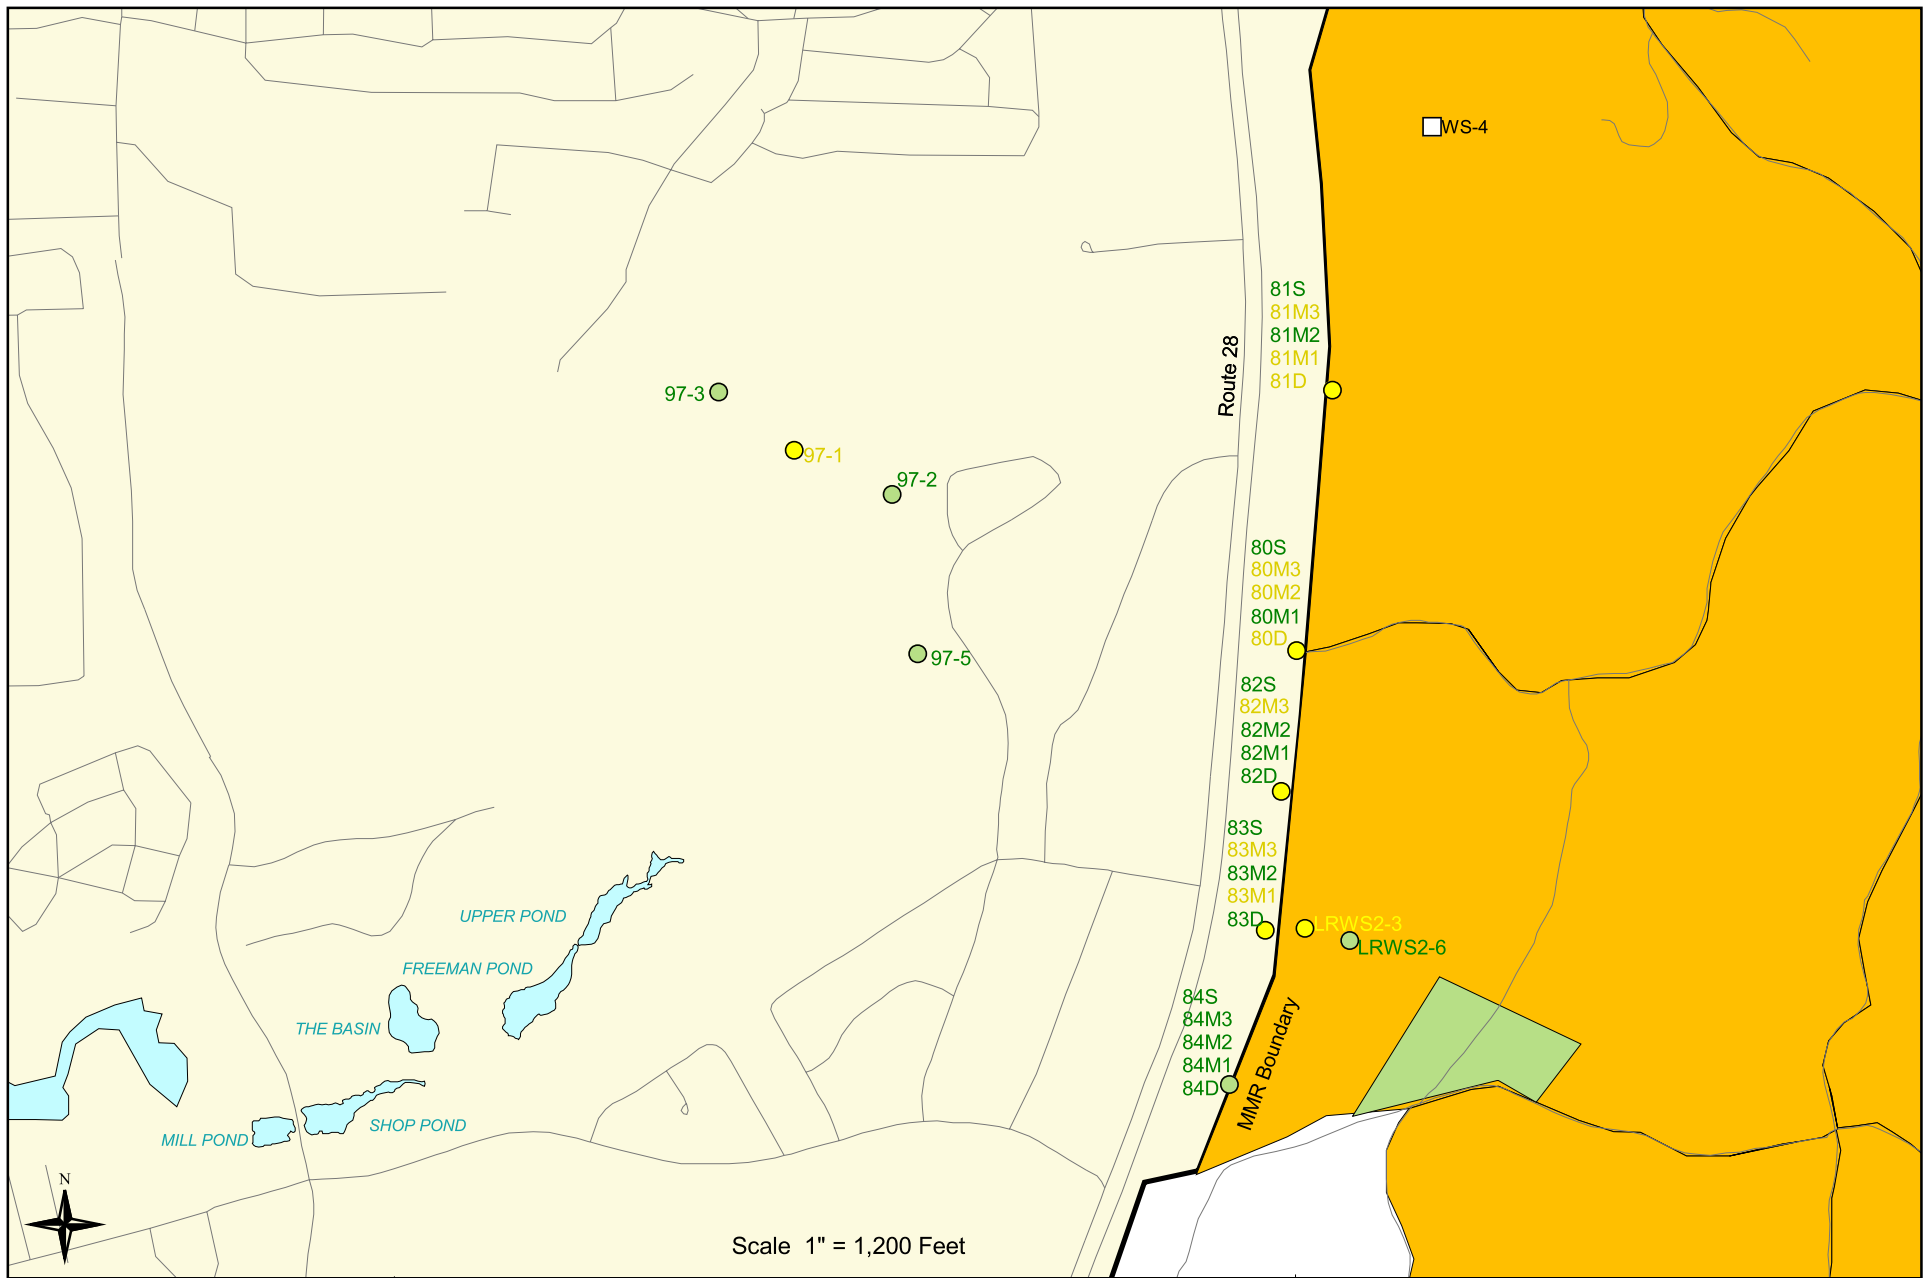 WS-4
81S
81M3
81M2
81M1
81D
Route 28
97-3
97-1
97-2
80S
80M3
80M2
80M1
80D
97-5
82S
82M3
82M2
82M1
82D
83S
83M3
83M2
83M1
83D
LRWS2-3
LRWS2-6
UPPER POND
FREEMAN POND
THE BASIN
84S
84M3
84M2
84M1
84D
MMR Boundary
SHOP POND
MILL POND
N
Scale 1" = 1,200 Feet